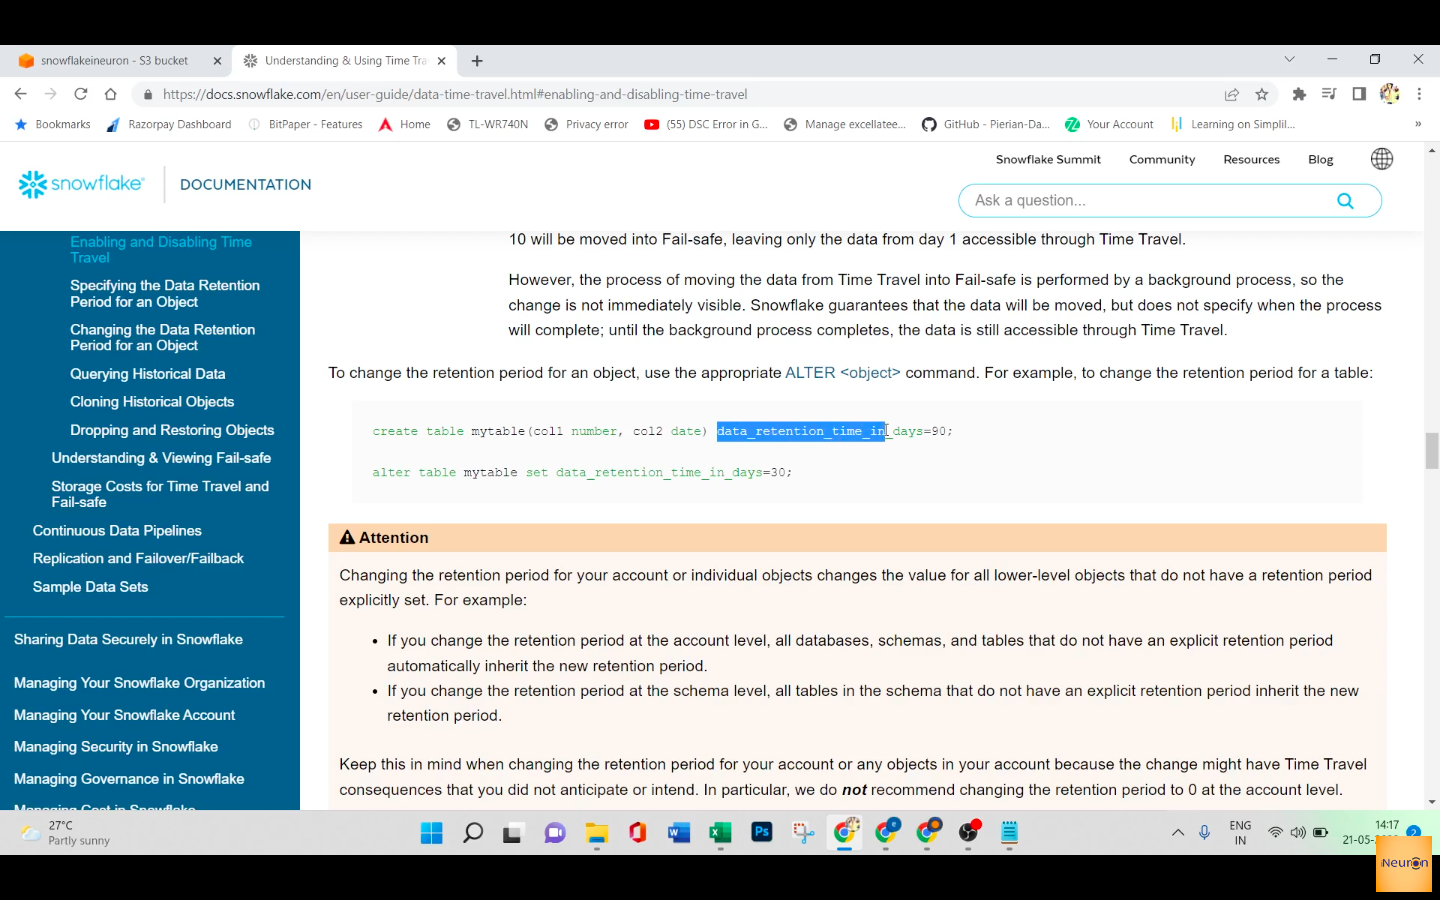 snowflakeineuron - S3 bucket
Understanding & Using Time Tra
https://docs.snowflake.com/en/user-guide/data-time-travel.html#enabling-and-disabling-time-travel
Bookmarks
Razorpay Dashboard
BitPaper - Features
Home
TL-WR740N
Privacy error
(55) DSC Error in G...
Manage excellatee...
GitHub - Pierian-Da...
Your Account
Learning on Simplil...
»
Snowflake Summit
Community
Resources
Blog
snowflake
DOCUMENTATION
Ask a question...
Enabling and Disabling Time
Travel
Specifying the Data Retention
Period for an Object
Changing the Data Retention
Period for an Object
Querying Historical Data
Cloning Historical Objects
Dropping and Restoring Objects
Understanding & Viewing Fail-safe
Storage Costs for Time Travel and
Fail-safe
Continuous Data Pipelines
Replication and Failover/Failback
Sample Data Sets
Sharing Data Securely in Snowflake
Managing Your Snowflake Organization
Managing Your Snowflake Account
Managing Security in Snowflake
Managing Governance in Snowflake
Managing Cost in Snowflake
10 will be moved into Fail-safe, leaving only the data from day 1 accessible through Time Travel.
However, the process of moving the data from Time Travel into Fail-safe is performed by a background process, so the
change is not immediately visible. Snowflake guarantees that the data will be moved, but does not specify when the process
will complete; until the background process completes, the data is still accessible through Time Travel.
To change the retention period for an object, use the appropriate ALTER <object> command. For example, to change the retention period for a table:
create table mytable(col1 number, col2 date) data_retention_time_in_days=90;
alter table mytable set data_retention_time_in_days=30;
Attention
Changing the retention period for your account or individual objects changes the value for all lower-level objects that do not have a retention period
explicitly set. For example:
• If you change the retention period at the account level, all databases, schemas, and tables that do not have an explicit retention period
automatically inherit the new retention period.
• If you change the retention period at the schema level, all tables in the schema that do not have an explicit retention period inherit the new
retention period.
Keep this in mind when changing the retention period for your account or any objects in your account because the change might have Time Travel
consequences that you did not anticipate or intend. In particular, we do not recommend changing the retention period to 0 at the account level.
27°C
Partly sunny
Ps
ENG
IN
14:17
21-05-
2
iNeuron